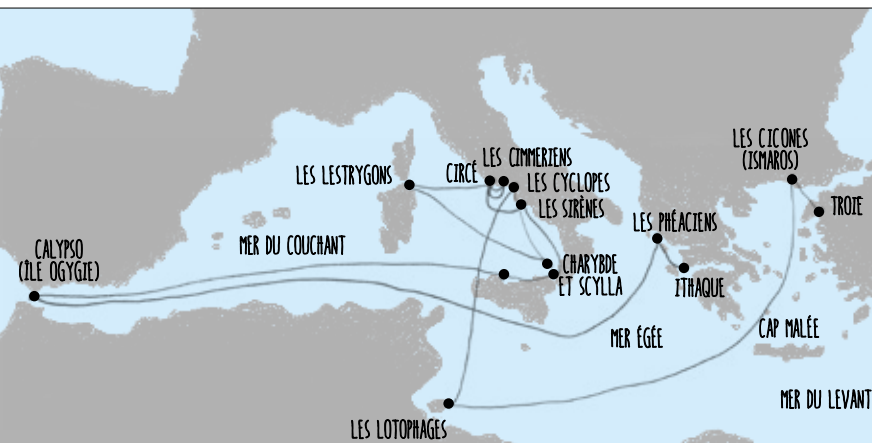 LES CICONES
(ISMAROS)
LES CIMMERIENS
CIRCÉ
LES LESTRYGONS
LES CYCLOPES
TROIE
LES SIRÈNES
LES PHÉACIENS
MER DU COUCHANT
CALYPSO
(ÎLE OGYGIE)
CHARYBDE
ET SCYLLA
ITHAQUE
CAP MALÉE
MER ÉGÉE
MER DU LEVANT
LES LOTOPHAGES